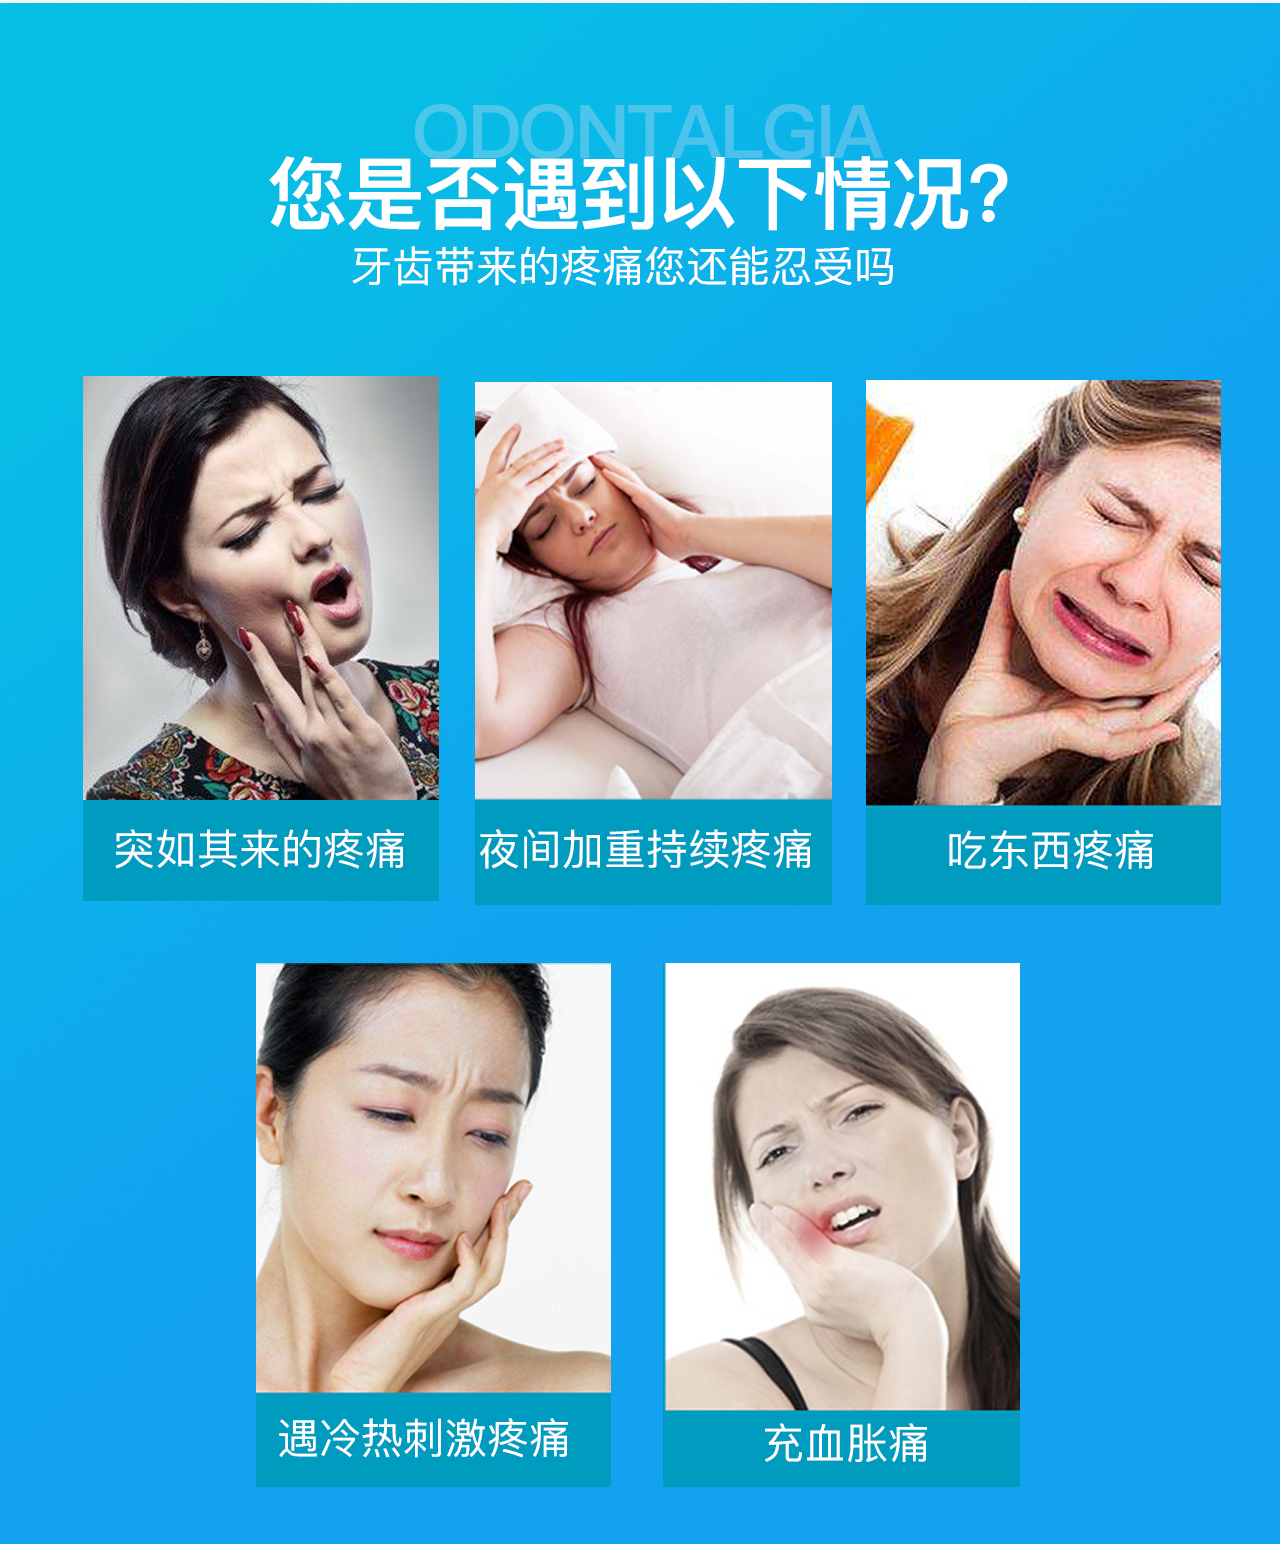 ODONTALGIA
您是否遇到以下情况?
牙齿带来的疼痛您还能忍受吗
突如其来的疼痛
夜间加重持续疼痛
吃东西疼痛
遇冷热刺激疼痛
充血胀痛